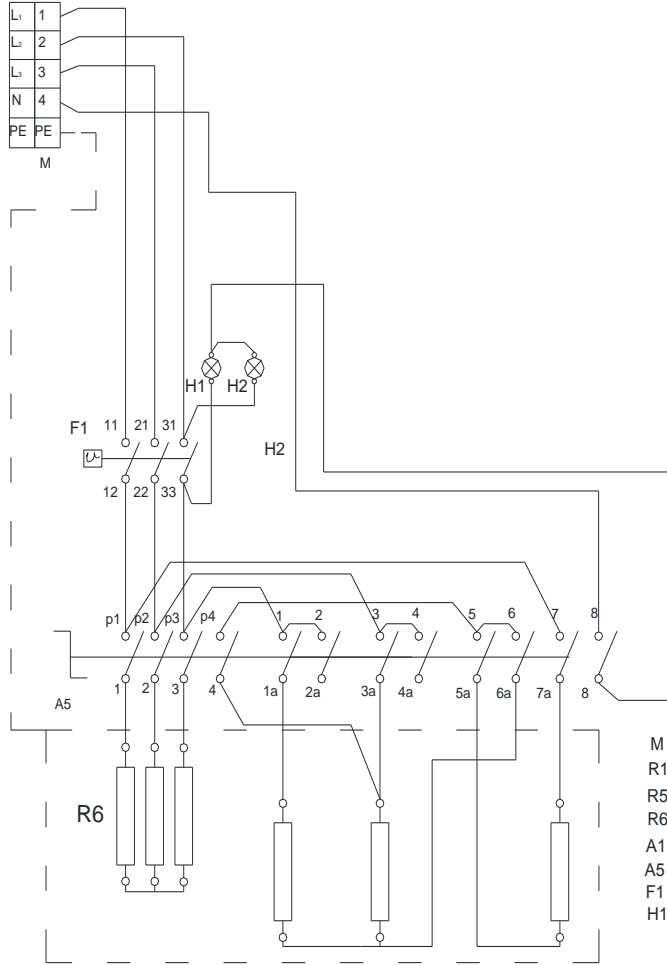 L₁ 1
L₂ 2
L₃ 3
N 4
PE PE
M
H1 H2
F1 11 21 31
H2
12 22 33
p1 p2 p3 p4 1 2 3 4 5 6 7 8
1 2 3 4 1a 2a 3a 4a 5a 6a 7a 8
A5
M
R1
R5
R6
R6
A1
A5
F1
H1